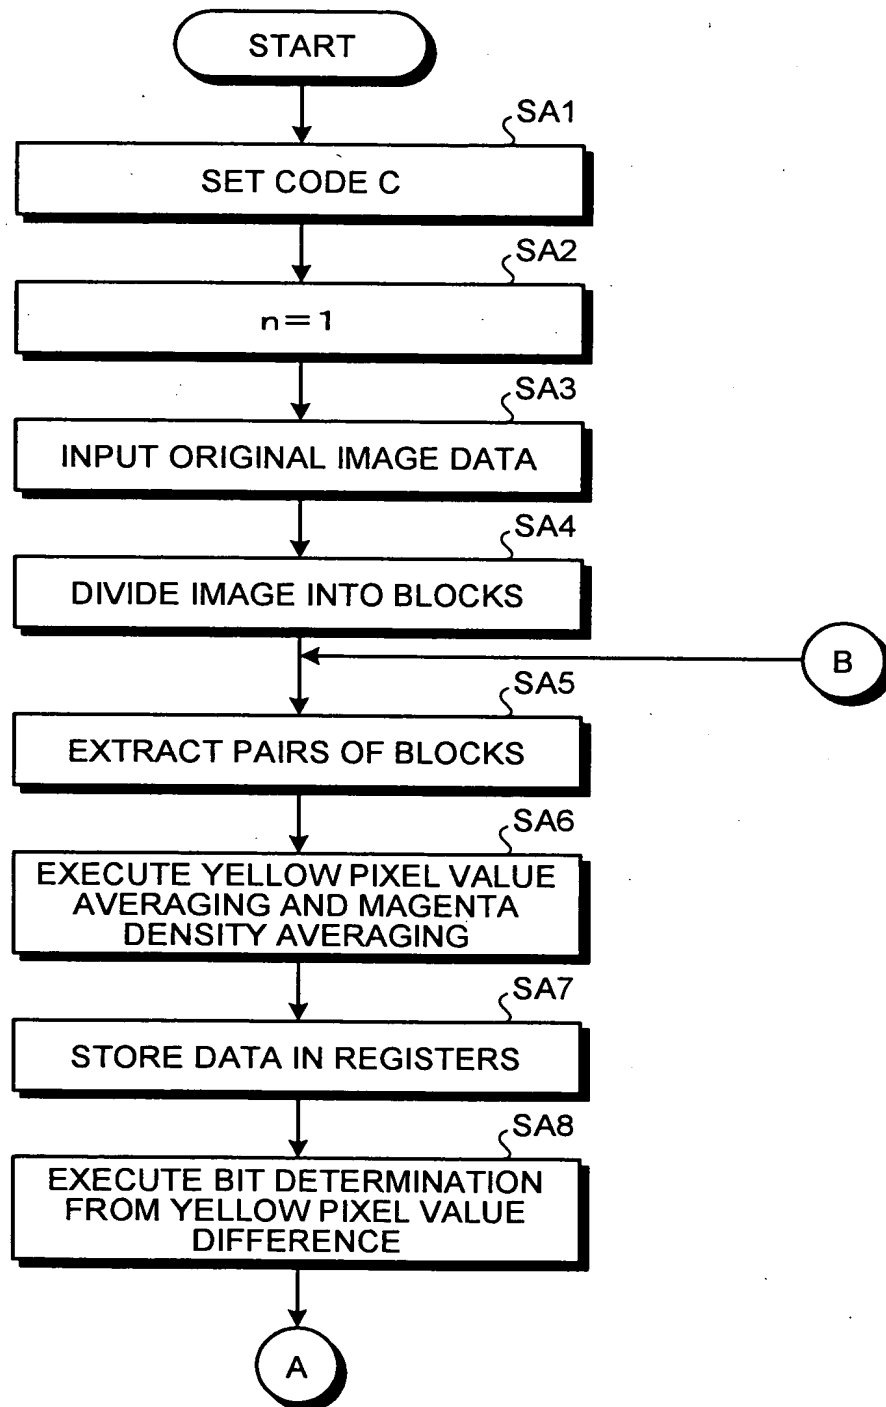 START
SA1
SET CODE C
SA2
n=1
SA3
INPUT ORIGINAL IMAGE DATA
SA4
DIVIDE IMAGE INTO BLOCKS
B
SA5
EXTRACT PAIRS OF BLOCKS
SA6
EXECUTE YELLOW PIXEL VALUE
AVERAGING AND MAGENTA
DENSITY AVERAGING
SA7
STORE DATA IN REGISTERS
SA8
EXECUTE BIT DETERMINATION
FROM YELLOW PIXEL VALUE
DIFFERENCE
A